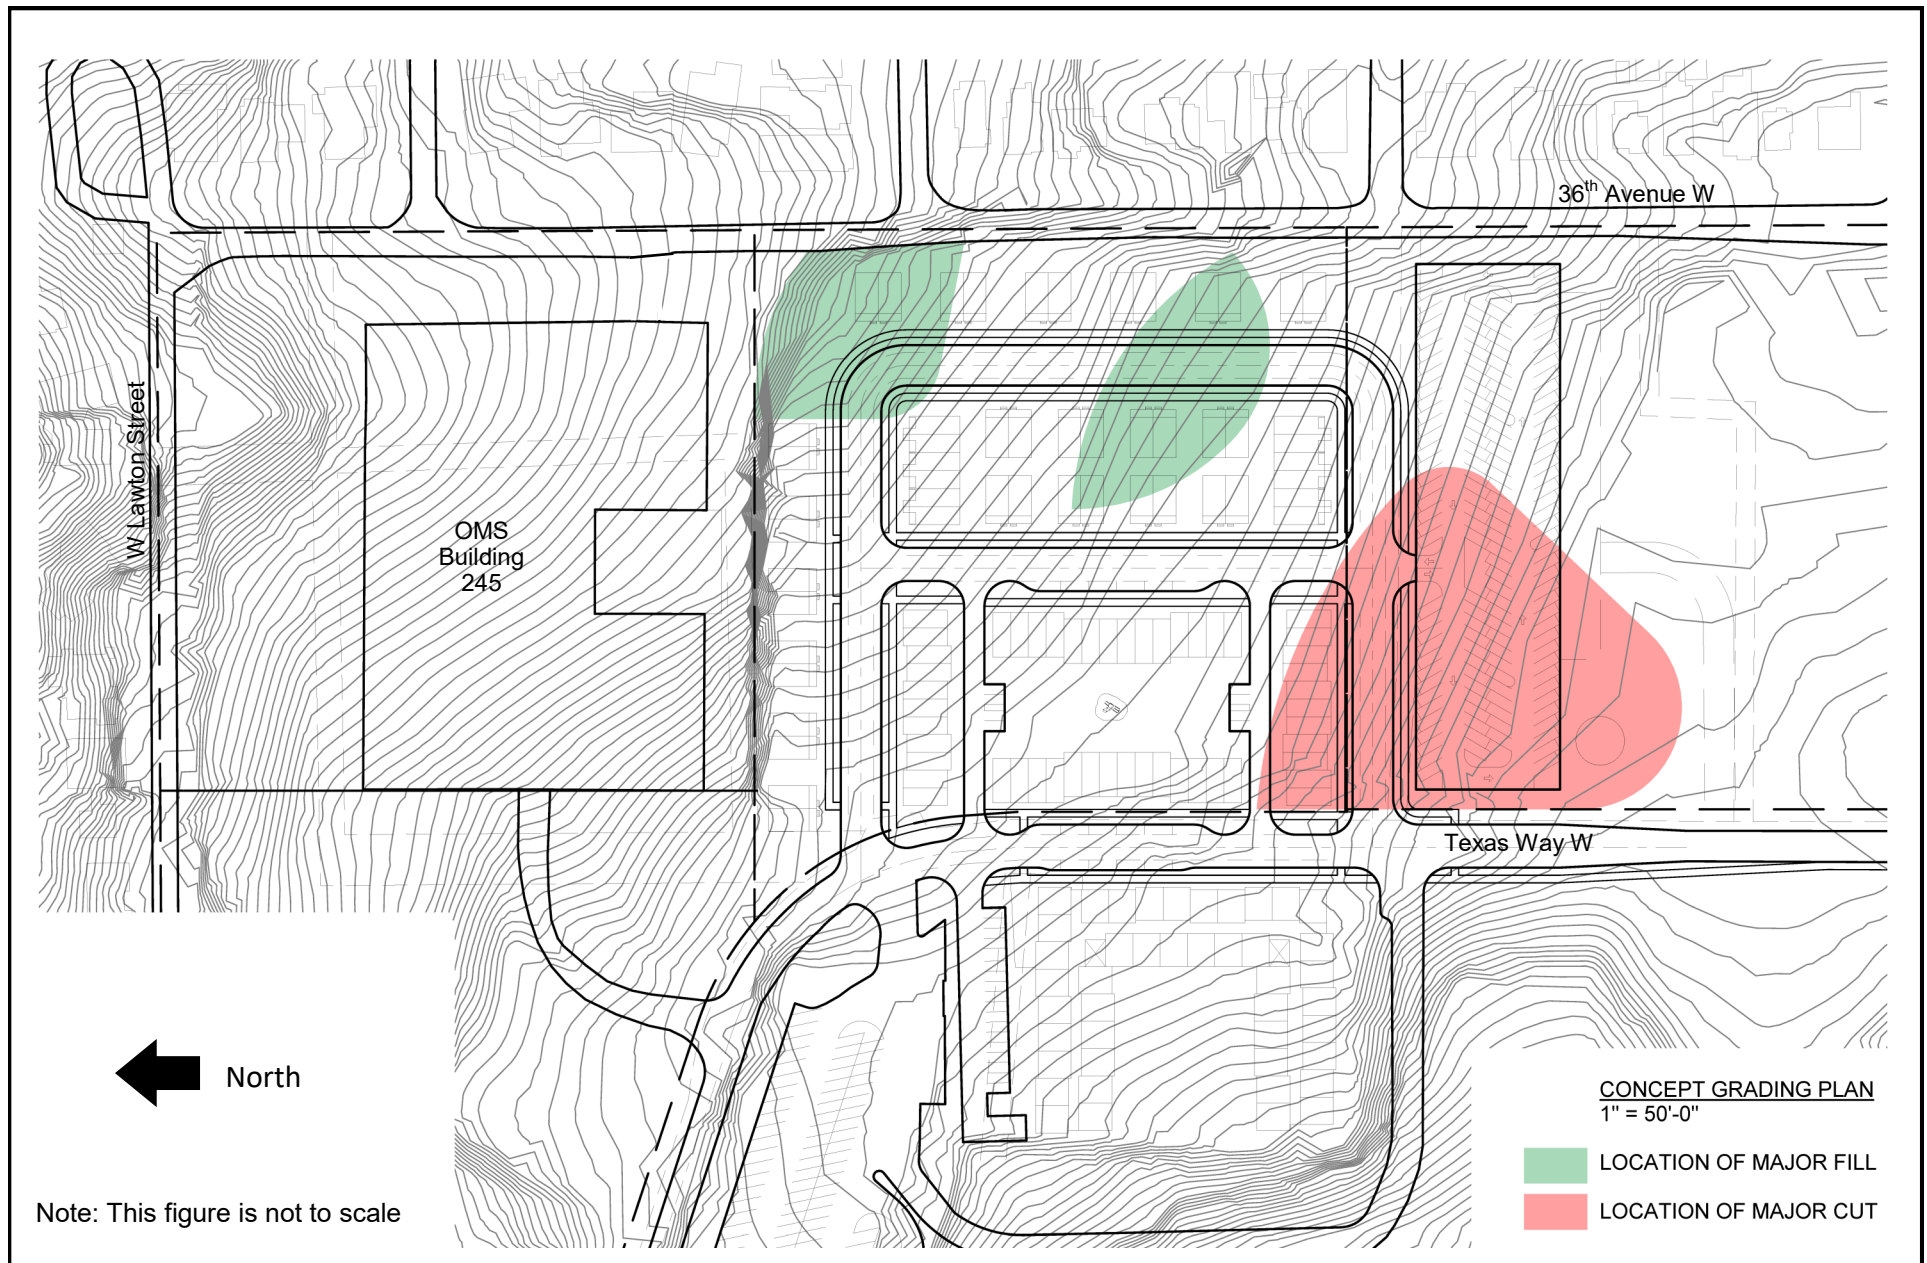 36th Avenue W
W Lawton Street
OMS
Building
245
Texas Way W
North
Note: This figure is not to scale
CONCEPT GRADING PLAN
1" = 50'-0"
LOCATION OF MAJOR FILL
LOCATION OF MAJOR CUT